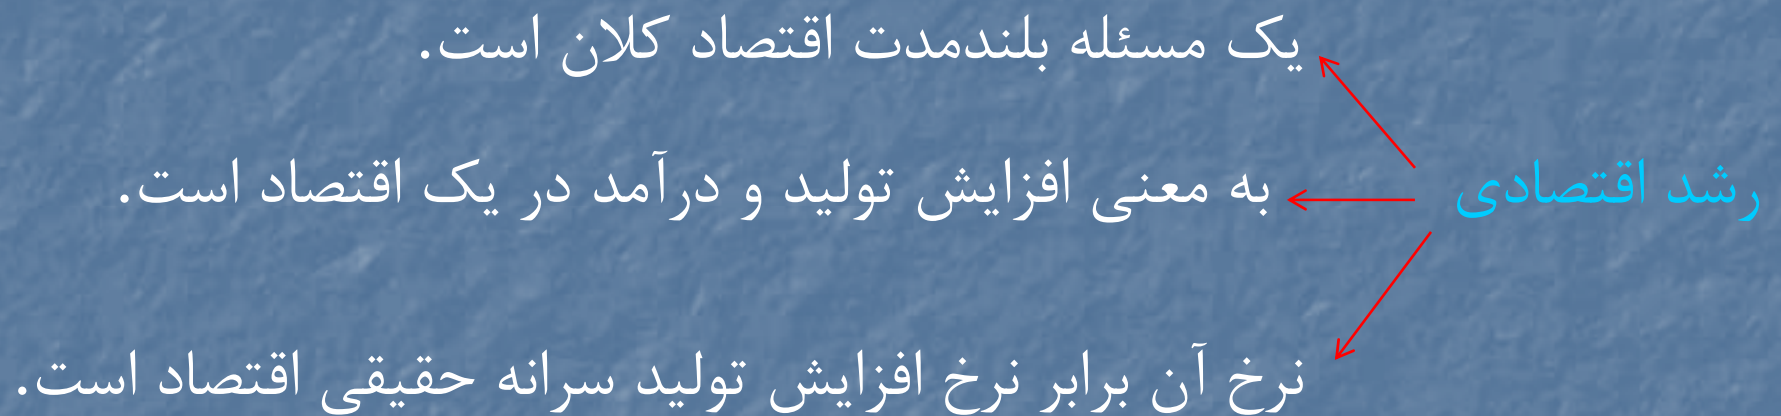 یک مسئله بلندمدت اقتصاد کلان است.
رشد اقتصادی
به معنی افزایش تولید و درآمد در یک اقتصاد است.
نرخ آن برابر نرخ افزایش تولید سرانه حقیقی اقتصاد است.